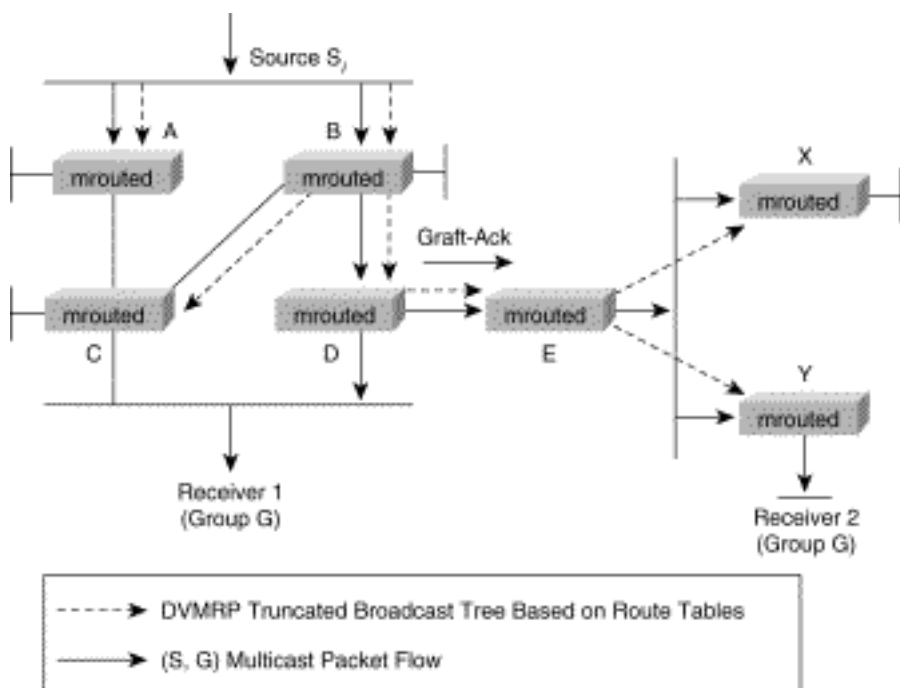 Source Si
A
B
mrouted
mrouted
X
mrouted
Graft-Ack
mrouted
mrouted
mrouted
C
D
E
Y
mrouted
Receiver 1
(Group G)
Receiver 2
(Group G)
DVMRP Truncated Broadcast Tree Based on Route Tables
(S, G) Multicast Packet Flow